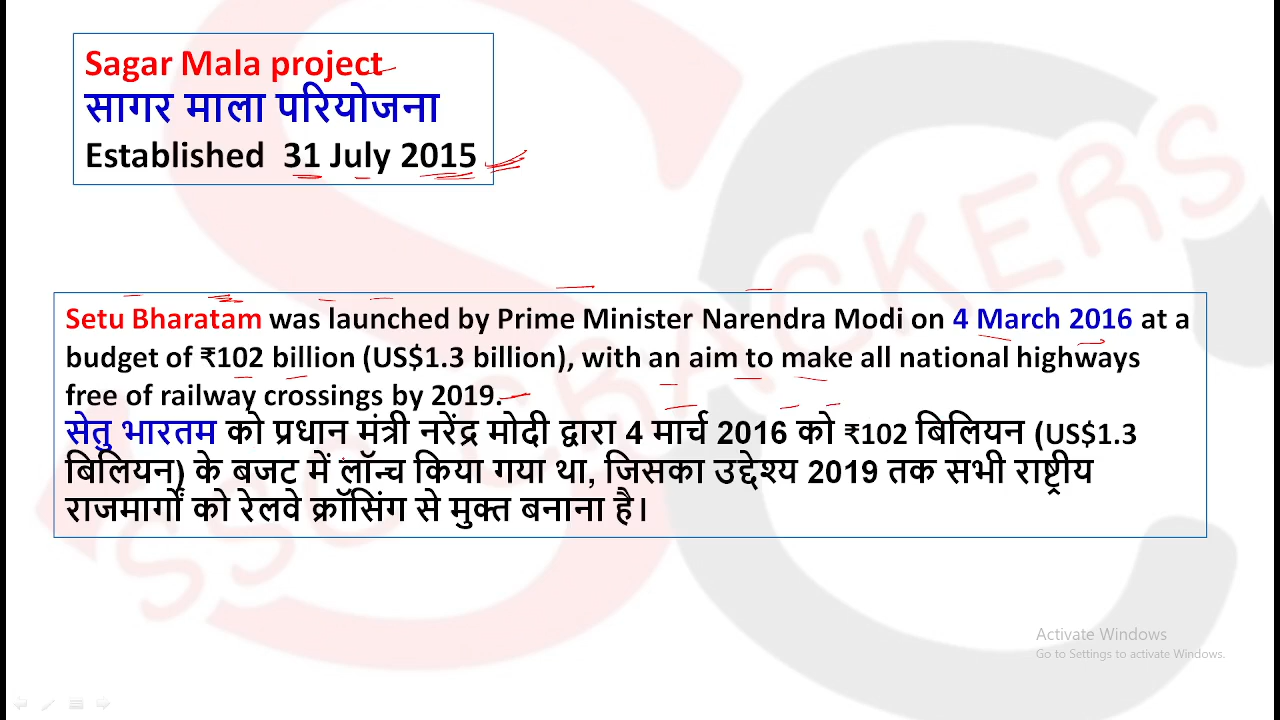 Sagar Mala project
सागर माला परियोजना
Established 31 July 2015
Setu Bharatam was launched by Prime Minister Narendra Modi on 4 March 2016 at a
budget of ₹102 billion (US$1.3 billion), with an aim to make all national highways
free of railway crossings by 2019.
सेतु भारतम को प्रधान मंत्री नरेंद्र मोदी द्वारा 4 मार्च 2016 को ₹102 बिलियन (US$1.3
बिलियन) के बजट में लॉन्च किया गया था, जिसका उद्देश्य 2019 तक सभी राष्ट्रीय
राजमार्गों को रेलवे क्रॉसिंग से मुक्त बनाना है।
SSC CRACKERS
Activate Windows
Go to Settings to activate Windows.